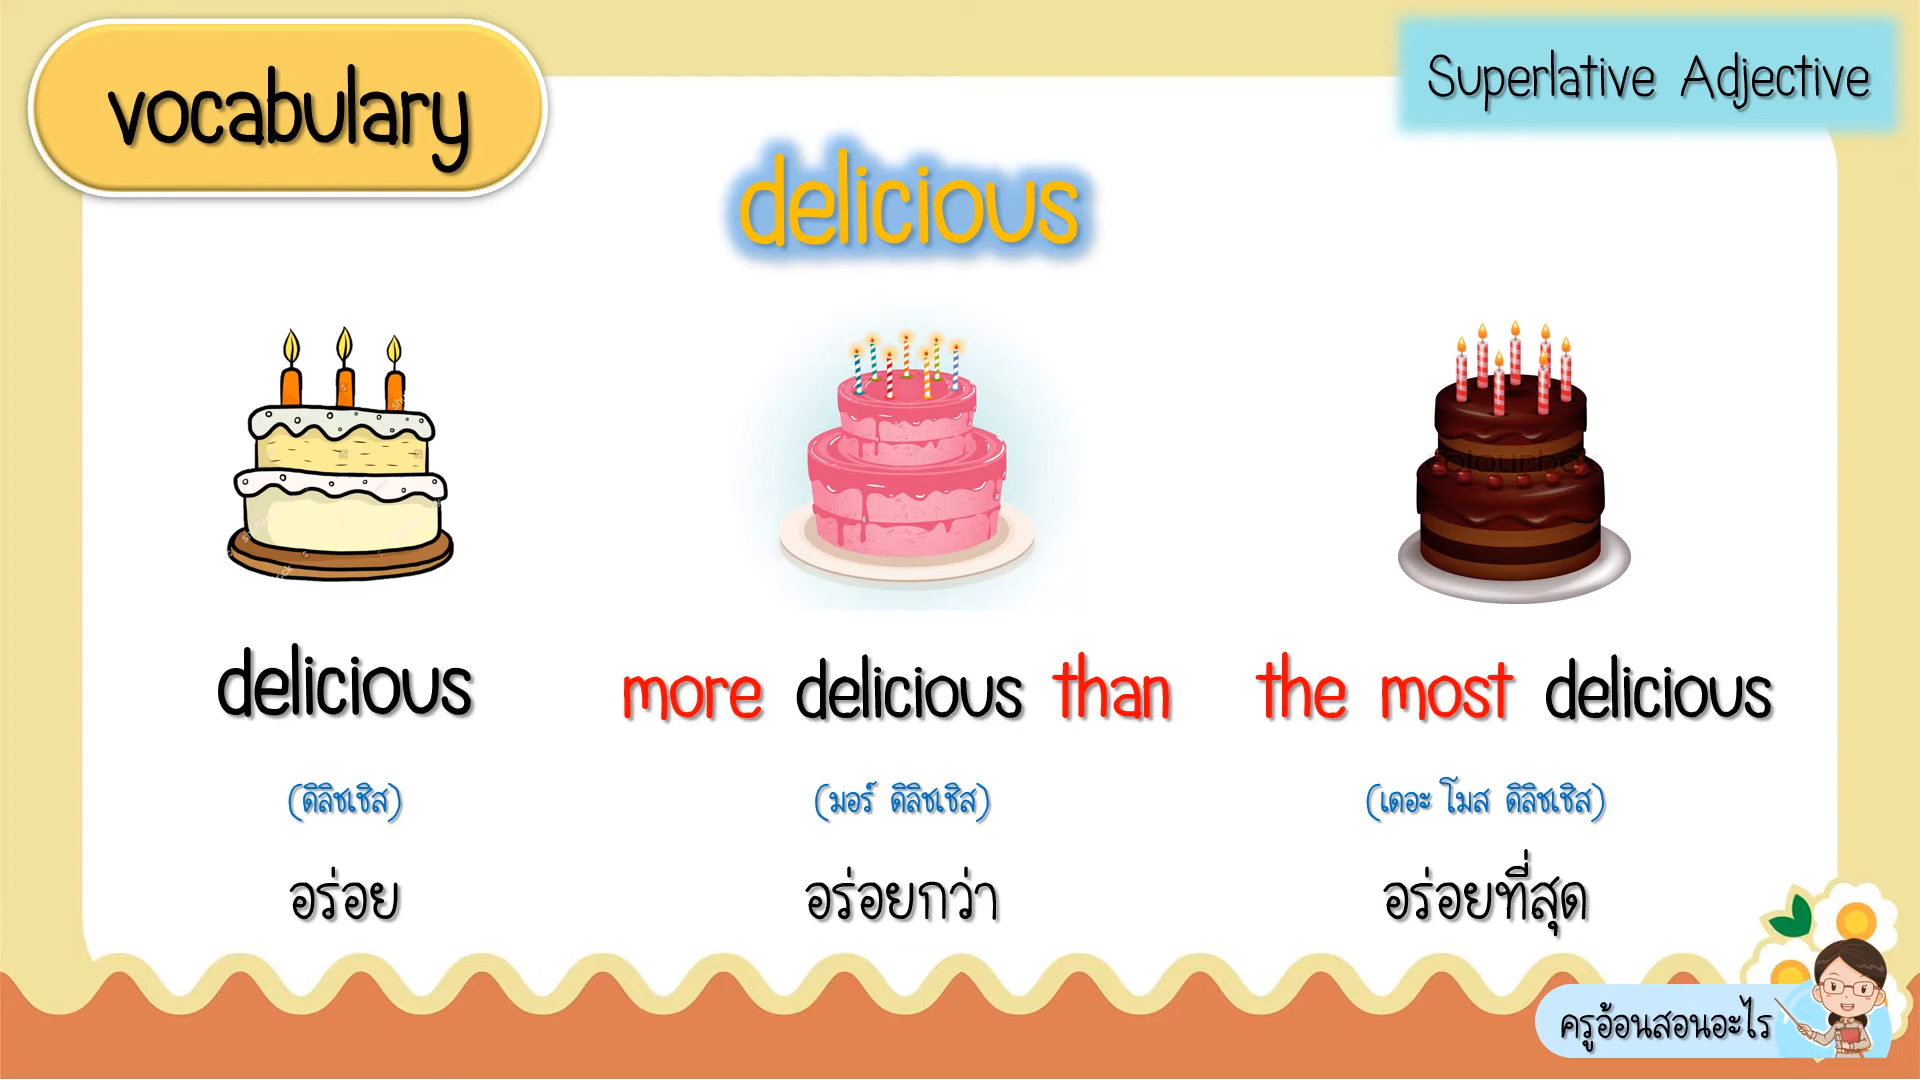 vocabulary
Superlative Adjective
delicious
delicious
more delicious than
the most delicious
(ดิลิชเชิส)
(มอร์ ดิลิชเชิส)
(เดอะ โมส ดิลิชเชิส)
อร่อย
อร่อยกว่า
อร่อยที่สุด
ครูอ้อนสอนอะไร